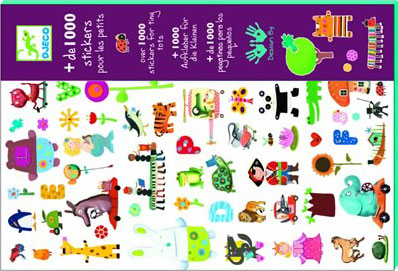 DJECO
+ de 1000
stickers
pour les petits
over 1000
stickers for tiny
tots
+ 1000
Aufkleber für
die Kleinen
+ de 1000
pegatinas para los
pequeños
Design By